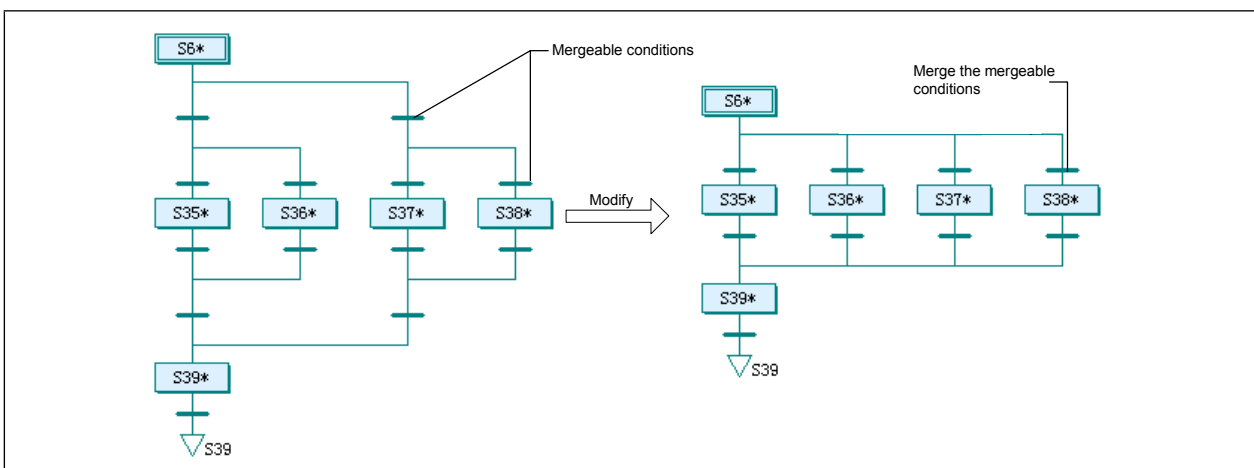 S6*
Mergeable conditions
S35*
S36*
S37*
S38*
S39*
S39
Modify
Merge the mergeable
conditions
S6*
S35*
S36*
S37*
S38*
S39*
S39